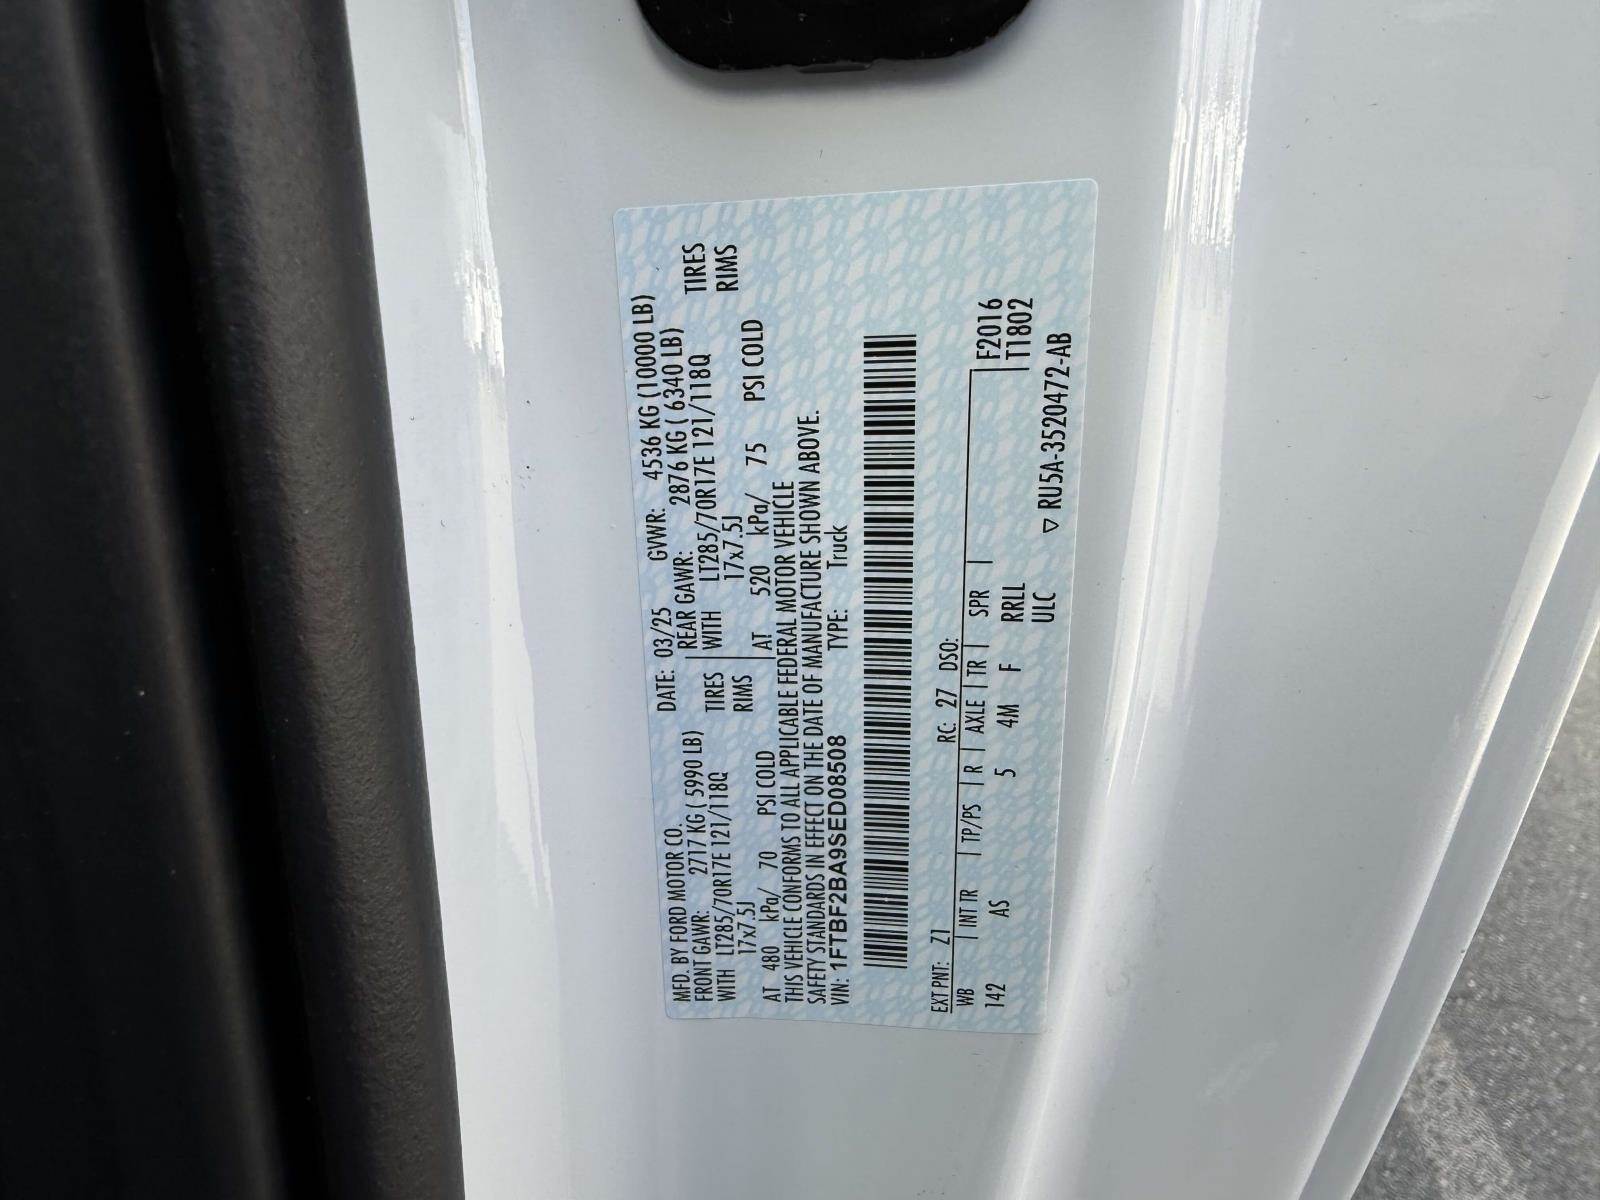 MFD. BY FORD MOTOR CO.
DATE: 03/25 GVWR: 4536 KG (10000 LB)
FRONT GAWR: 2717 KG ( 5990 LB)
REAR GAWR: 2876 KG ( 6340 LB)
WITH LT285/70R17E 121/118Q TIRES
WITH LT285/70R17E 121/118Q TIRES
17x7.5J RIMS
17x7.5J RIMS
AT 480 kPa/ 70 PSI COLD
AT 520 kPa/ 75 PSI COLD
THIS VEHICLE CONFORMS TO ALL APPLICABLE FEDERAL MOTOR VEHICLE
SAFETY STANDARDS IN EFFECT ON THE DATE OF MANUFACTURE SHOWN ABOVE.
VIN: 1FTBF2BA9SED08508 TYPE: Truck
EXT PNT: Z1 RC: 27 DSO:
WB | INT TR | TP/PS | R | AXLE | TR | SPR | F2016
142 AS 5 4M F RRLL T1802
ULC ▽ RU5A-3520472-AB